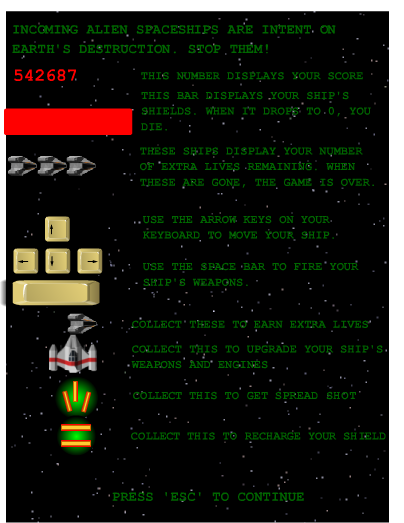 INCOMING ALIEN SPACESHIPS ARE INTENT ON
EARTH'S DESTRUCTION. STOP THEM!
542687
THIS NUMBER DISPLAYS YOUR SCORE
THIS BAR DISPLAYS YOUR SHIP'S
SHIELDS. WHEN IT DROPS TO 0, YOU
DIE.
THESE SHIPS DISPLAY YOUR NUMBER
OF EXTRA LIVES REMAINING. WHEN
THESE ARE GONE, THE GAME IS OVER.
USE THE ARROW KEYS ON YOUR
KEYBOARD TO MOVE YOUR SHIP.
USE THE SPACE BAR TO FIRE YOUR
SHIP'S WEAPONS.
COLLECT THESE TO EARN EXTRA LIVES
COLLECT THIS TO UPGRADE YOUR SHIP'S
WEAPONS AND ENGINES
COLLECT THIS TO GET SPREAD SHOT
COLLECT THIS TO RECHARGE YOUR SHIELD
PRESS 'ESC' TO CONTINUE